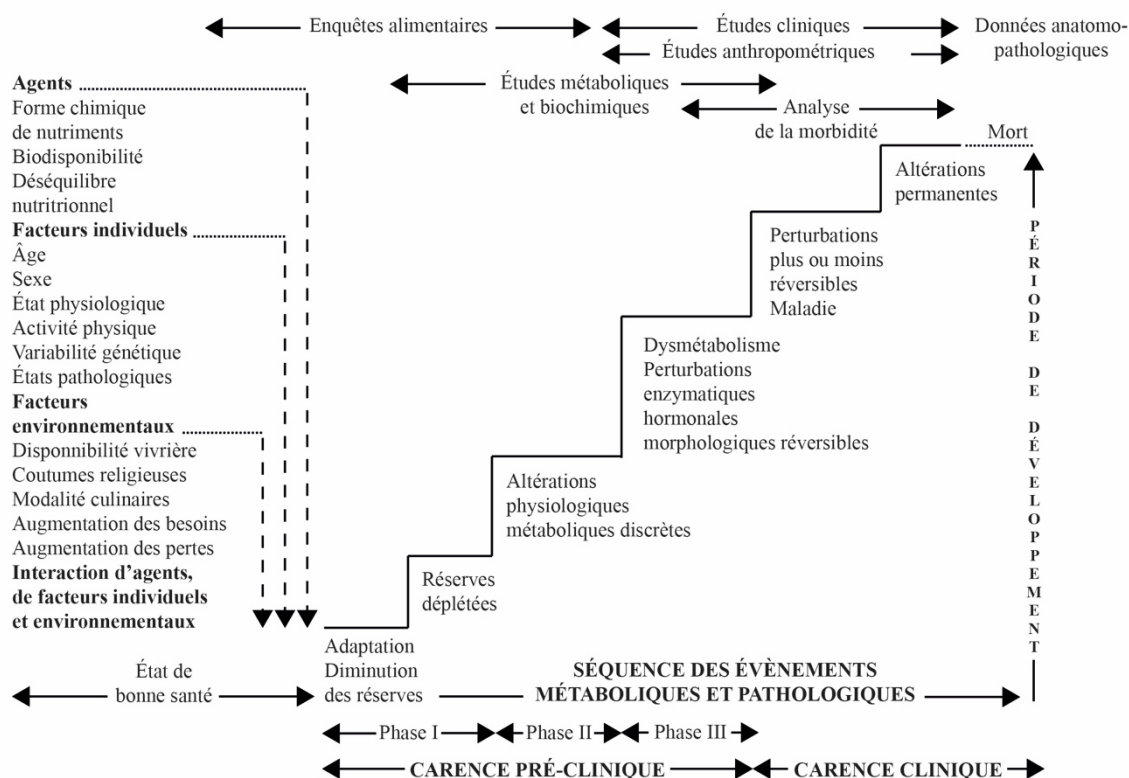 Enquêtes alimentaires
Études cliniques
Données anatomo-
pathologiques
Études anthropométriques
Études métaboliques
et biochimiques
Analyse
de la morbidité
Agents
Forme chimique
de nutriments
Biodisponibilité
Déséquilibre
nutritrionnel
Facteurs individuels
Âge
Sexe
État physiologique
Activité physique
Variabilité génétique
États pathologiques
Facteurs
environnementaux
Disponnibilité vivrière
Coutumes religieuses
Modalité culinaires
Augmentation des besoins
Augmentation des pertes
Interaction d'agents,
de facteurs individuels
et environnementaux
Mort
Altérations
permanentes
Perturbations
plus ou moins
réversibles
Maladie
Dysmétabolisme
Perturbations
enzymatiques
hormonales
morphologiques réversibles
Altérations
physiologiques
métaboliques discrètes
Réserves
déplétées
Adaptation
Diminution
des réserves
PÉRIODE DE DÉVELOPPEMENT
État de
bonne santé
SÉQUENCE DES ÉVÈNEMENTS
MÉTABOLIQUES ET PATHOLOGIQUES
Phase I
Phase II
Phase III
CARENCE PRÉ-CLINIQUE
CARENCE CLINIQUE